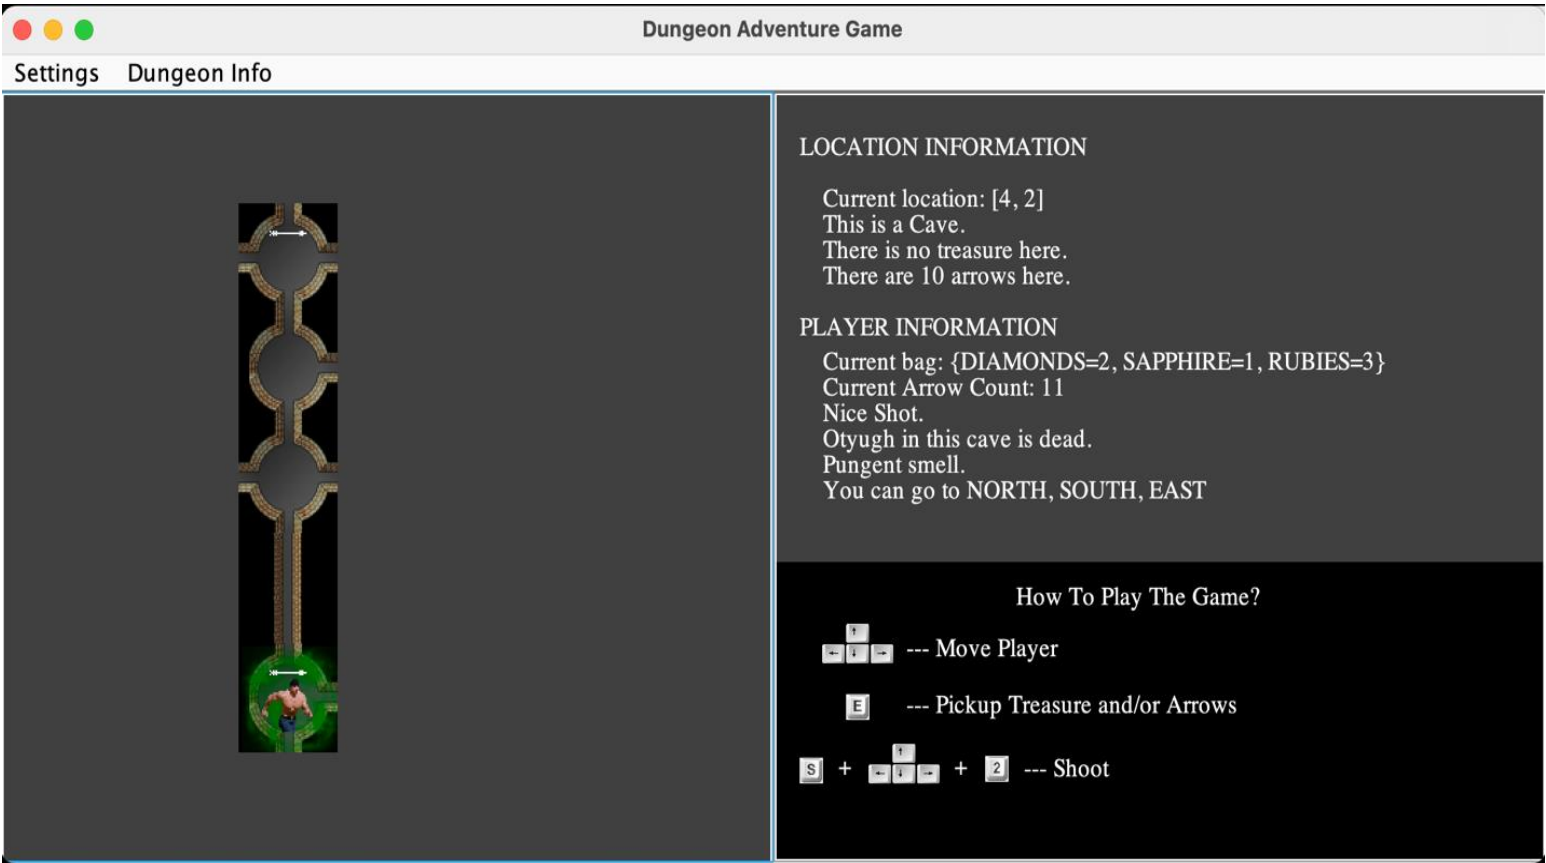 Dungeon Adventure Game
Settings Dungeon Info
LOCATION INFORMATION
Current location: [4, 2]
This is a Cave.
There is no treasure here.
There are 10 arrows here.
PLAYER INFORMATION
Current bag: {DIAMONDS=2, SAPPHIRE=1, RUBIES=3}
Current Arrow Count: 11
Nice Shot.
Otyugh in this cave is dead.
Pungent smell.
You can go to NORTH, SOUTH, EAST
How To Play The Game?
--- Move Player
E --- Pickup Treasure and/or Arrows
S + + 2 --- Shoot